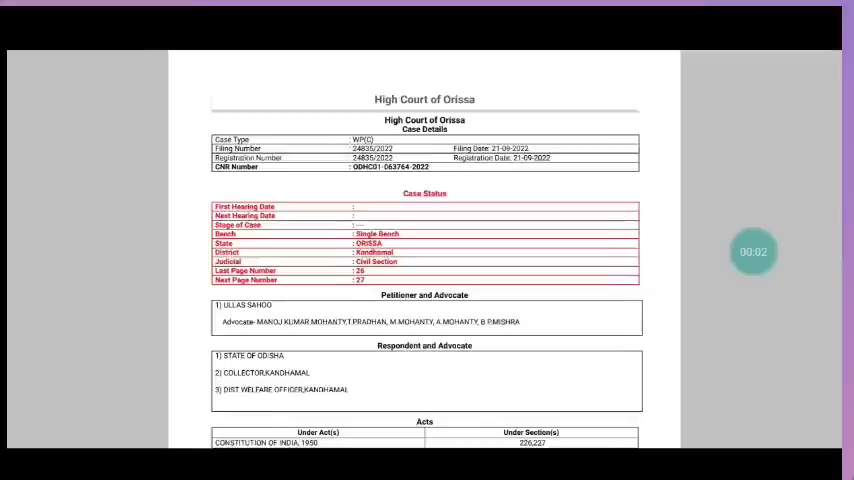 High Court of Orissa
High Court of Orissa
Case Details
Case Type : WP(C)
Filing Number : 24835/2022 Filing Date: 21-09-2022
Registration Number : 24835/2022 Registration Date: 21-09-2022
CNR Number : ODHC01-063764-2022
Case Status
First Hearing Date :
Next Hearing Date :
Stage of Case : ---
Bench : Single Bench
State : ORISSA
District : Kandhamal
Judicial : Civil Section
Last Page Number : 26
Next Page Number : 27
Petitioner and Advocate
1) ULLAS SAHOO
Advocate- MANOJ KUMAR.MOHANTY,T.PRADHAN, M.MOHANTY, A.MOHANTY, B P.MISHRA
Respondent and Advocate
1) STATE OF ODISHA
2) COLLECTOR,KANDHAMAL
3) DIST WELFARE OFFICER,KANDHAMAL
Acts
Under Act(s) Under Section(s)
CONSTITUTION OF INDIA, 1950 226,227
00:02